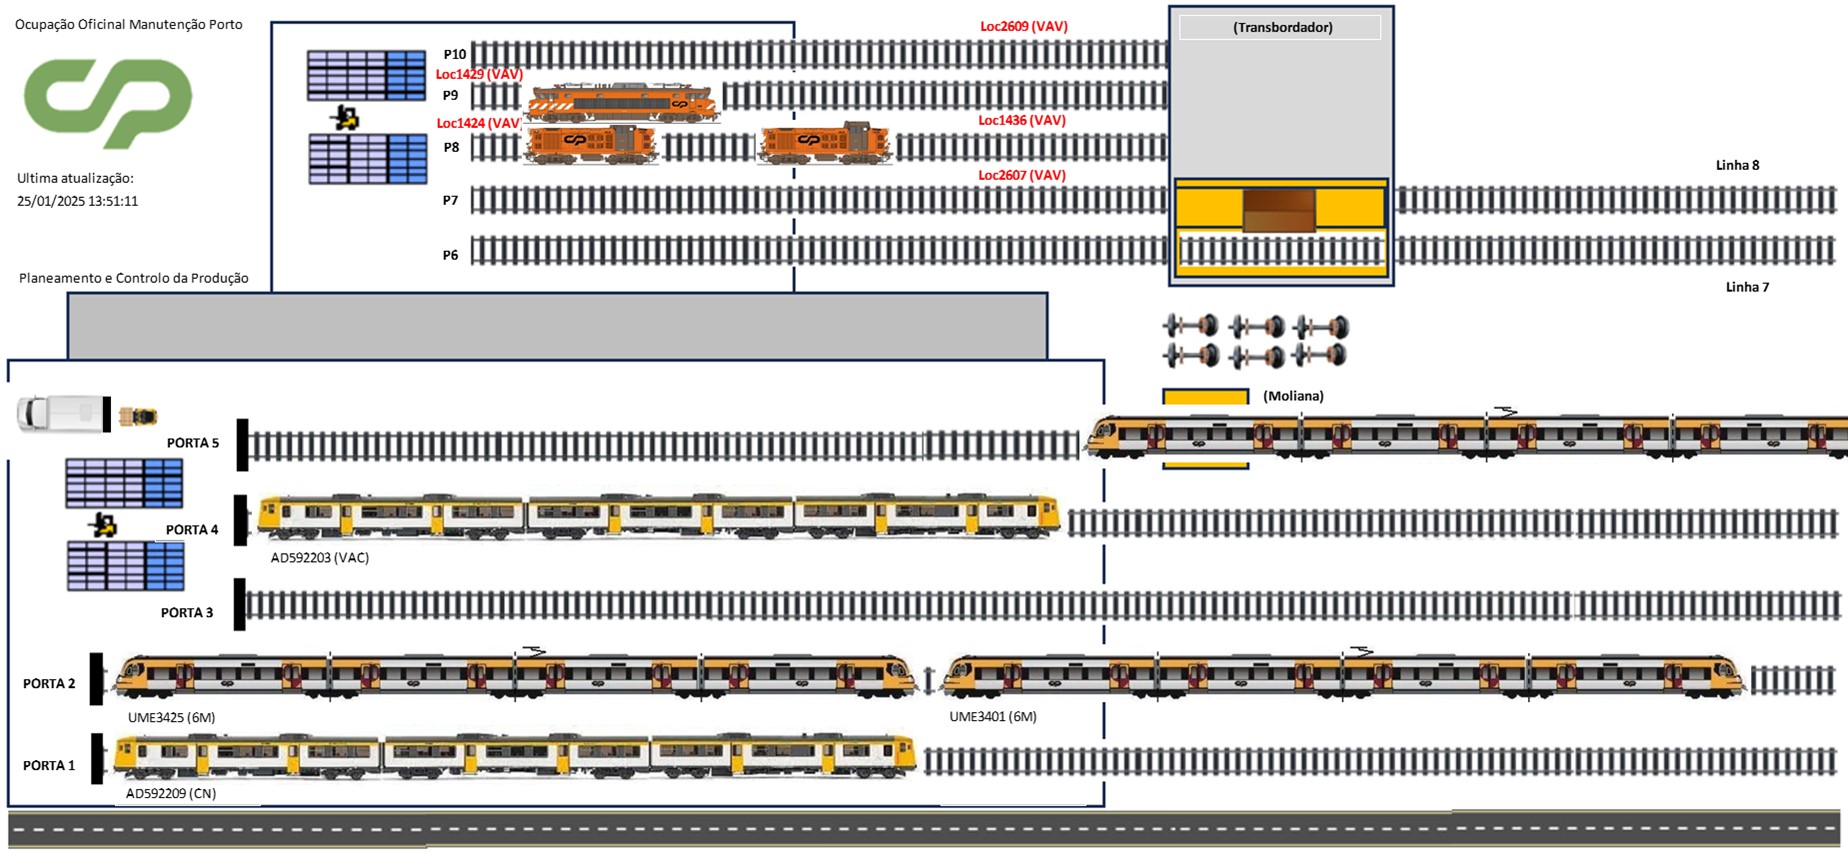 Ocupação Oficinal Manutenção Porto
Loc2609 (VAV)
(Transbordador)
P10
Loc1429 (VAV)
P9
Loc1424 (VAV)
Loc1436 (VAV)
P8
Ultima atualização:
25/01/2025 13:51:11
Loc2607 (VAV)
Linha 8
P7
P6
Planeamento e Controlo da Produção
Linha 7
(Moliana)
PORTA 5
PORTA 4
AD592203 (VAC)
PORTA 3
PORTA 2
UME3425 (6M)
UME3401 (6M)
PORTA 1
AD592209 (CN)